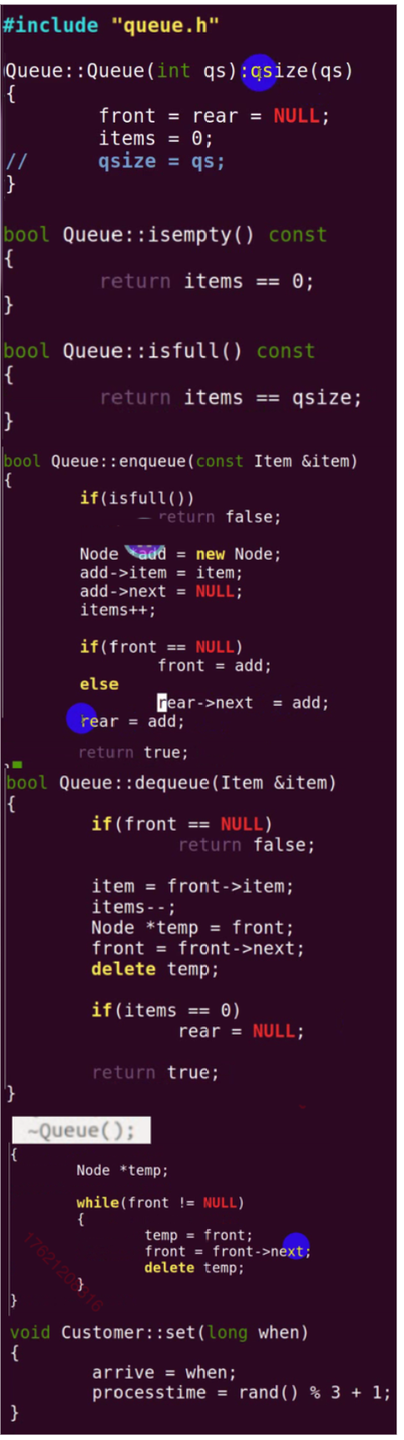 #include "queue.h"
Queue::Queue(int qs):qsize(qs)
{
front = rear = NULL;
items = 0;
// qsize = qs;
}
bool Queue::isempty() const
{
return items == 0;
}
bool Queue::isfull() const
{
return items == qsize;
}
bool Queue::enqueue(const Item &item)
{
if(isfull())
return false;
Node add = new Node;
add->item = item;
add->next = NULL;
items++;
if(front == NULL)
front = add;
else
rear->next = add;
rear = add;
return true;
bool Queue::dequeue(Item &item)
{
if(front == NULL)
return false;
item = front->item;
items--;
Node *temp = front;
front = front->next;
delete temp;
if(items == 0)
rear = NULL;
return true;
}
~Queue();
{
Node *temp;
while(front != NULL)
{
temp = front;
front = front->next;
delete temp;
}
}
void Customer::set(long when)
{
arrive = when;
processtime = rand() % 3 + 1;
}